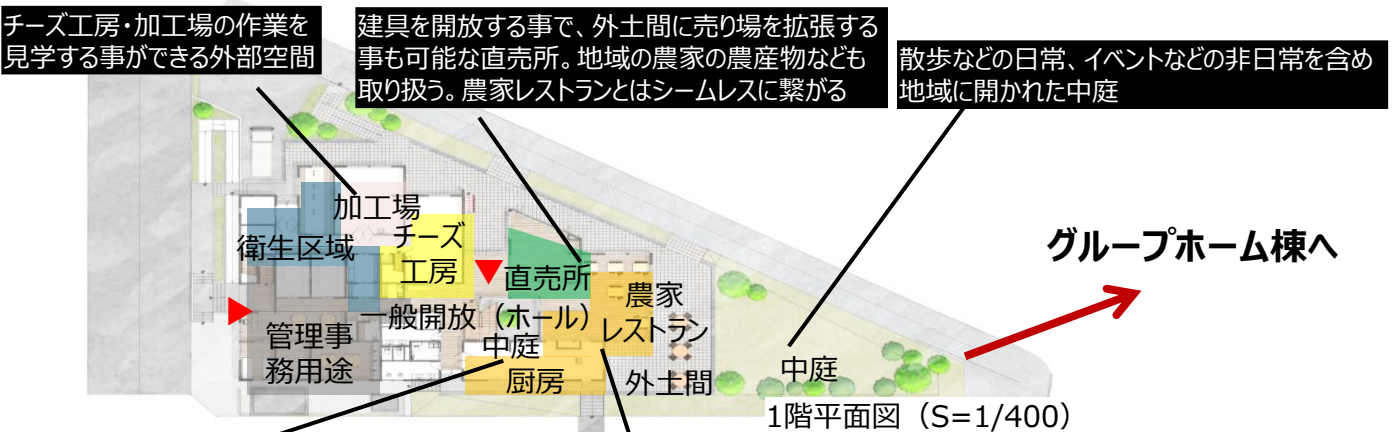 チーズ工房・加工場の作業を
見学する事ができる外部空間
建具を開放する事で、外土間に売り場を拡張する
事も可能な直売所。地域の農家の農産物なども
取り扱う。農家レストランとはシームレスに繋がる
散歩などの日常、イベントなどの非日常を含め
地域に開かれた中庭
加工場
衛生区域
チーズ
工房
直売所
農家
レストラン
グループホーム棟へ
一般開放（ホール）
管理事
務用途
中庭
厨房
外土間
中庭
1階平面図（S=1/400）